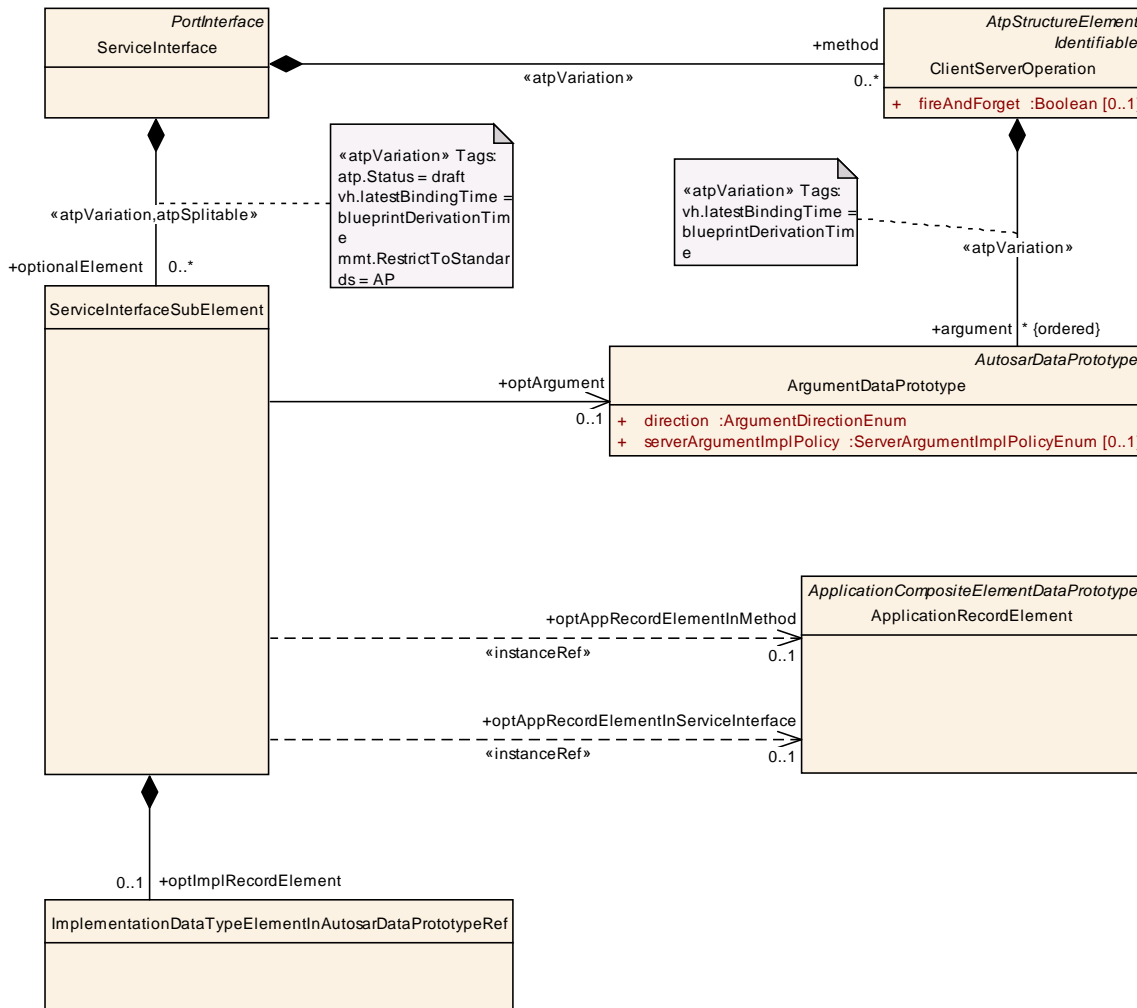 PortInterface
ServiceInterface
AtpStructureElement
Identifiable
ClientServerOperation
+ fireAndForget :Boolean [0..1]
+method
0..*
«atpVariation»
«atpVariation» Tags:
atp.Status = draft
vh.latestBindingTime =
blueprintDerivationTim
e
mmt.RestrictToStandar
ds = AP
«atpVariation» Tags:
vh.latestBindingTime =
blueprintDerivationTim
e
«atpVariation,atpSplitable»
«atpVariation»
+optionalElement 0..*
ServiceInterfaceSubElement
+argument * {ordered}
AutosarDataPrototype
ArgumentDataPrototype
+ direction :ArgumentDirectionEnum
+ serverArgumentImplPolicy :ServerArgumentImplPolicyEnum [0..1]
+optArgument
0..1
ApplicationCompositeElementDataPrototype
ApplicationRecordElement
+optAppRecordElementInMethod
«instanceRef» 0..1
+optAppRecordElementInServiceInterface
«instanceRef» 0..1
0..1 +optImplRecordElement
ImplementationDataTypeElementInAutosarDataPrototypeRef